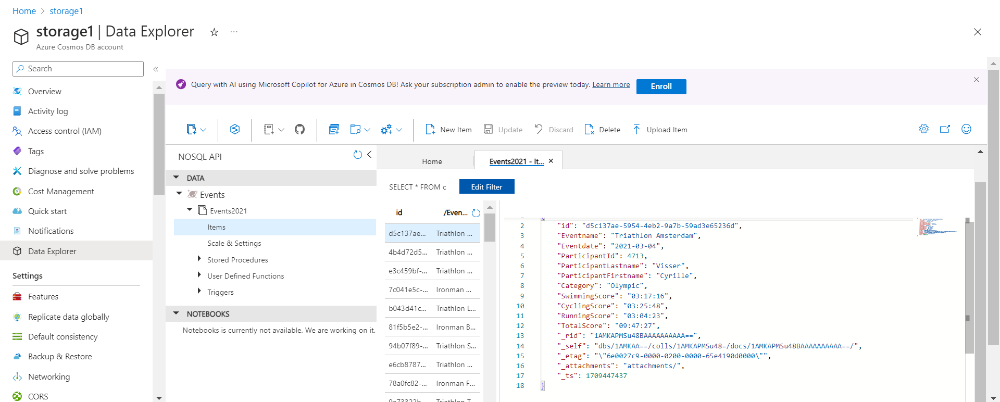 Home > storage1
storage1 | Data Explorer
Azure Cosmos DB account
Search
Overview
Activity log
Access control (IAM)
Tags
Diagnose and solve problems
Cost Management
Quick start
Notifications
Data Explorer
Settings
Features
Replicate data globally
Default consistency
Backup & Restore
Networking
CORS
Query with AI using Microsoft Copilot for Azure in Cosmos DB! Ask your subscription admin to enable the preview today. Learn more Enroll
New Item Update Discard Delete Upload Item
NOSQL API
DATA
Events
Events2021
Items
Scale & Settings
Stored Procedures
User Defined Functions
Triggers
NOTEBOOKS
Notebooks is currently not available. We are working on it.
Home Events2021 - It...
SELECT * FROM c Edit Filter
id /Even...
d5c137ae... Triathlon ...
4b4d72d5... Triathlon ...
e3c459bf-... Triathlon ...
7c041e5c-... Ironman ...
b043d41c... Triathlon L...
81f5b5e2-... Ironman B...
94b07f89-... Triathlon S...
e6cb8787... Triathlon ...
78a0fc82-... Ironman F...
2 "id": "d5c137ae-5954-4eb2-9a7b-59ad3e65236d",
3 "Eventname": "Triathlon Amsterdam",
4 "Eventdate": "2021-03-04",
5 "ParticipantId": 4713,
6 "ParticipantLastname": "Visser",
7 "ParticipantFirstname": "Cyrille",
8 "Category": "Olympic",
9 "SwimmingScore": "03:17:16",
10 "CyclingScore": "03:25:48",
11 "RunningScore": "03:04:23",
12 "TotalScore": "09:47:27",
13 "_rid": "1AMKAPMSu48BAAAAAAAAAA==",
14 "_self": "dbs/1AMKAA==/colls/1AMKAPMSu48=/docs/1AMKAPMSu48BAAAAAAAAAA==/",
15 "_etag": "\"6e0027c9-0000-0200-0000-65e4190d0000\"",
16 "_attachments": "attachments/",
17 "_ts": 1709447437
18 }